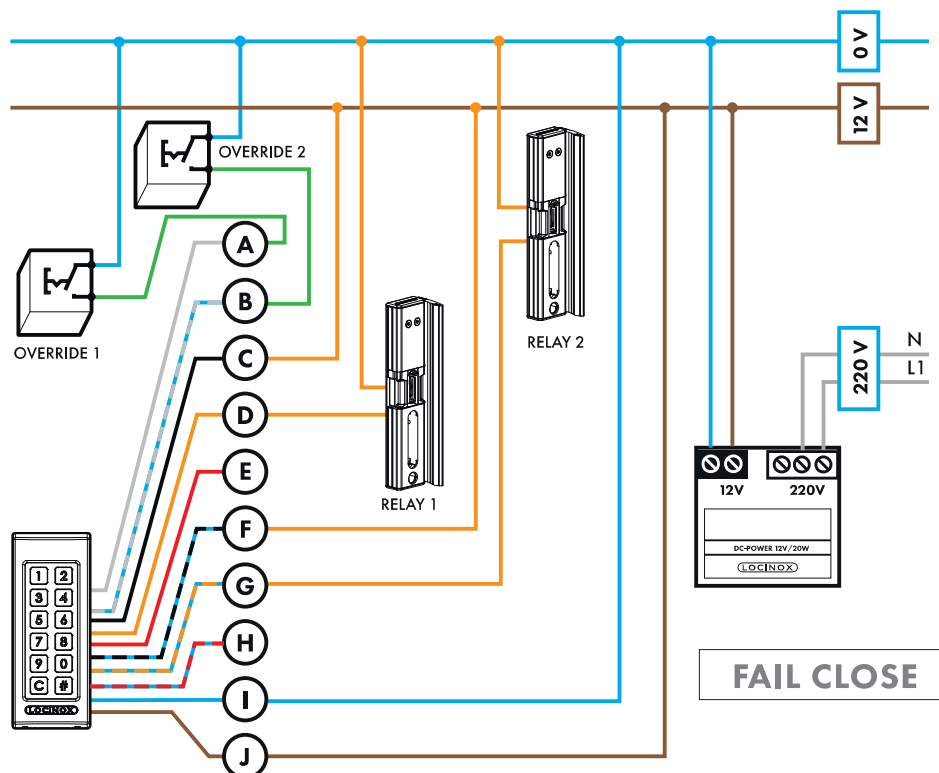 0 V
12 V
OVERRIDE 2
OVERRIDE 1
A
B
C
D
E
F
G
H
I
J
RELAY 2
RELAY 1
220 V
N
L1
12V
220V
DC-POWER 12V/20W
LOCINOX
1 2
3 4
5 6
7 8
9 0
C #
LOCINOX
FAIL CLOSE